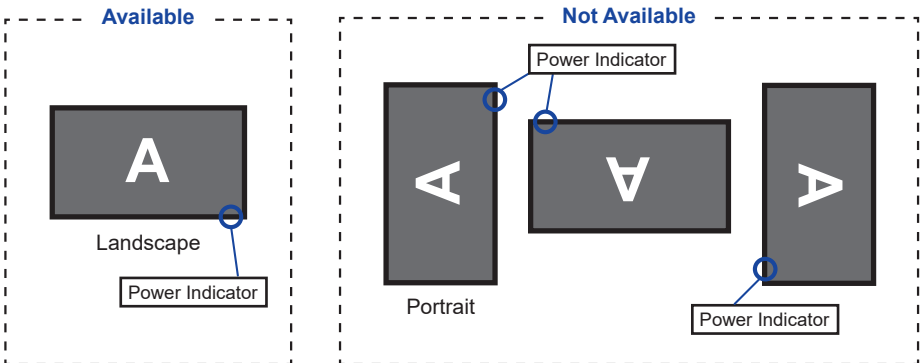 Available
A
Landscape
Power Indicator
Not Available
Power Indicator
A
A
A
Portrait
Power Indicator